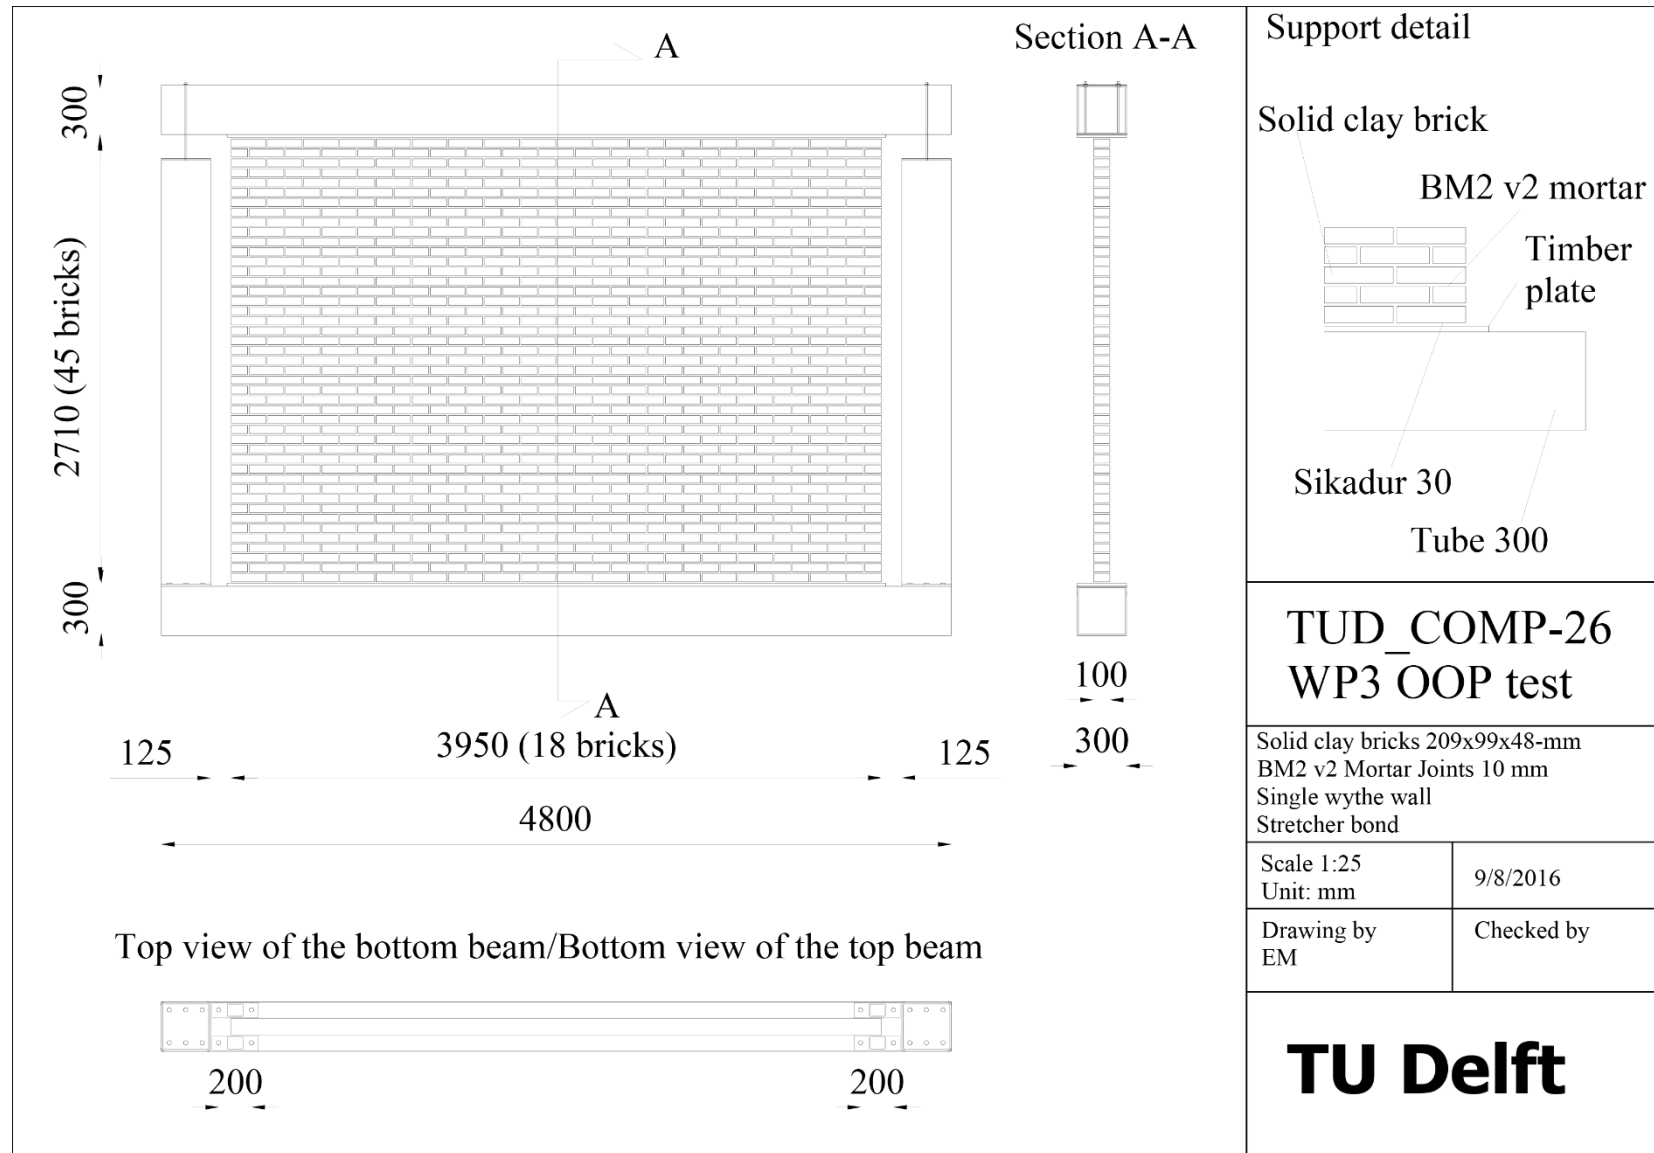 A
Section A-A
300
2710 (45 bricks)
300
A
125
3950 (18 bricks)
125
4800
100
300
Top view of the bottom beam/Bottom view of the top beam
200
200
Support detail
Solid clay brick
BM2 v2 mortar
Timber
plate
Sikadur 30
Tube 300
TUD_COMP-26
WP3 OOP test
Solid clay bricks 209x99x48-mm
BM2 v2 Mortar Joints 10 mm
Single wythe wall
Stretcher bond
Scale 1:25
Unit: mm
9/8/2016
Drawing by
EM
Checked by
TU Delft